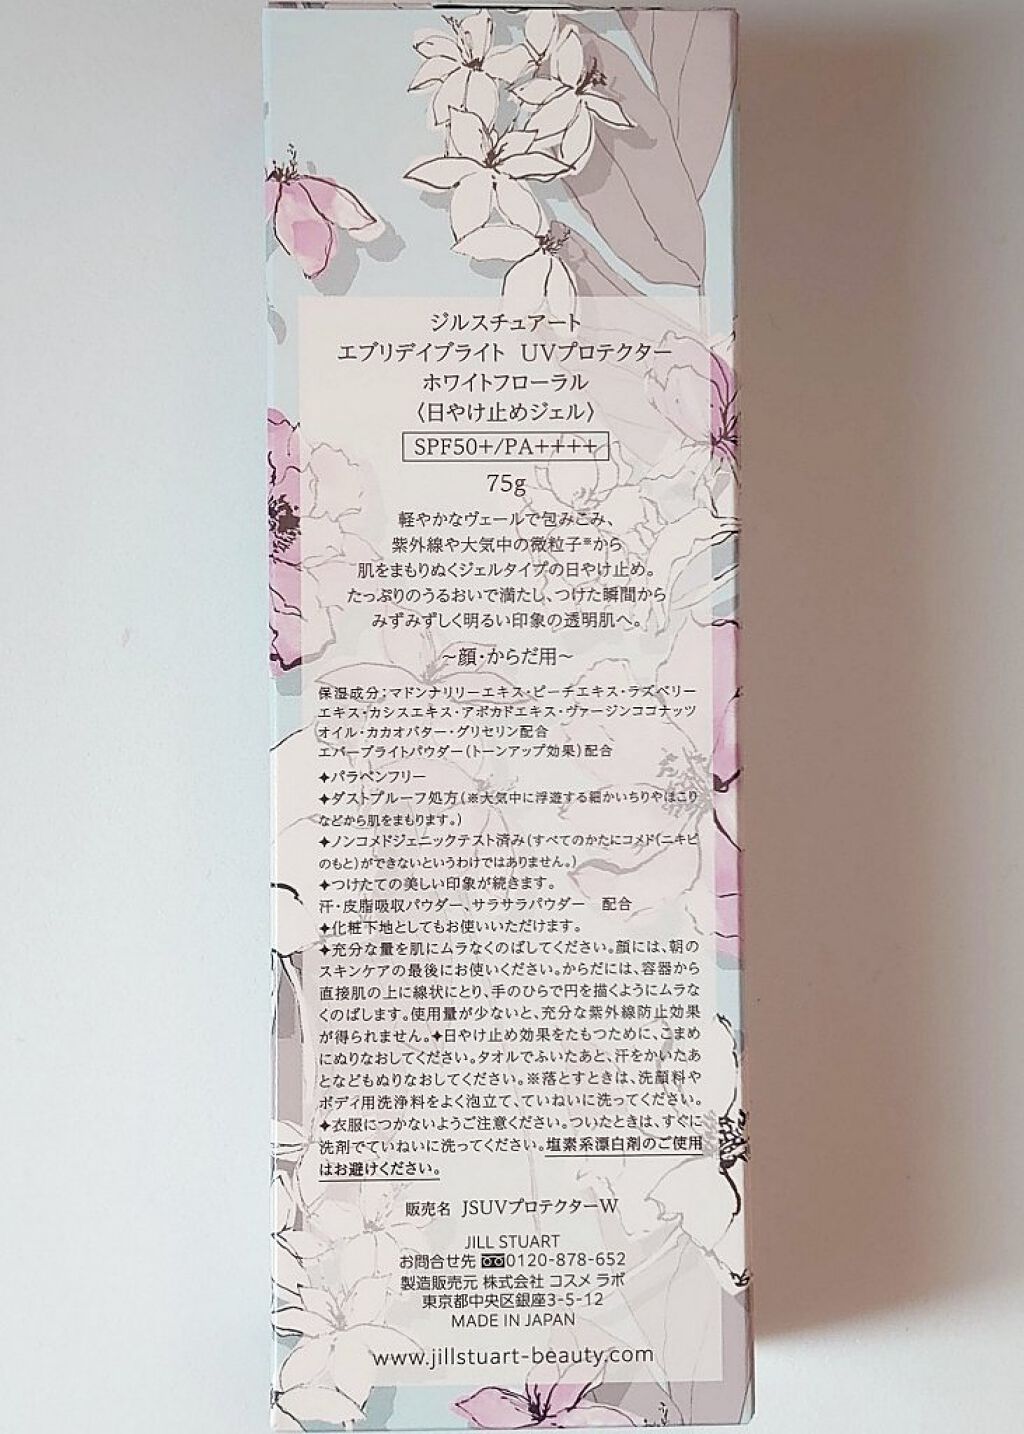 ジルスチュアート
エブリデイブライト UVプロテクター
ホワイトフローラル
〈日やけ止めジェル〉
SPF50+/PA++++
75g
軽やかなヴェールで包みこみ、
紫外線や大気中の微粒子※から
肌をまもりぬくジェルタイプの日やけ止め。
たっぷりのうるおいで満たし、つけた瞬間から
みずみずしく明るい印象の透明肌へ。
～顔・からだ用～
保湿成分：マドンナリリーエキス・ピーチエキス・ラズベリー
エキス・カシスエキス・アボカドエキス・ヴァージンココナッツ
オイル・カカオバター・グリセリン配合
エバーブライトパウダー（トーンアップ効果）配合
✦パラベンフリー
✦ダストプルーフ処方（※大気中に浮遊する細かいちりやほこり
などから肌をまもります。）
✦ノンコメドジェニックテスト済み（すべてのかたにコメド（ニキビ
のもと）ができないというわけではありません。）
✦つけたての美しい印象が続きます。
汗・皮脂吸収パウダー、サラサラパウダー 配合
✦化粧下地としてもお使いいただけます。
✦充分な量を肌にムラなくのばしてください。顔には、朝の
スキンケアの最後にお使いください。からだには、容器から
直接肌の上に線状にとり、手のひらで円を描くようにムラな
くのばします。使用量が少ないと、充分な紫外線防止効果
が得られません。✦日やけ止め効果をたもつために、こまめ
にぬりなおしてください。タオルでふいたあと、汗をかいたあ
となどもぬりなおしてください。※落とすときは、洗顔料や
ボディ用洗浄料をよく泡立て、ていねいに洗ってください。
✦衣服につかないようご注意ください。ついたときは、すぐに
洗剤でていねいに洗ってください。塩素系漂白剤のご使用
はお避けください。
販売名 JSUVプロテクターW
JILL STUART
お問合せ先 0120-878-652
製造販売元 株式会社 コスメ ラボ
東京都中央区銀座3-5-12
MADE IN JAPAN
www.jillstuart-beauty.com